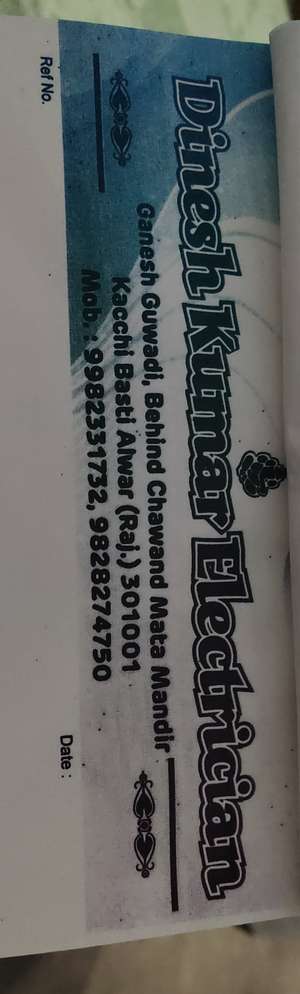 Dinesh Kumar Electrician
Ganesh Guwadi, Behind Chawand Mata Mandir
Kacchi Basti Alwar (Raj.) 301001
Mob. : 9982331732, 9828274750
Ref No.
Date :